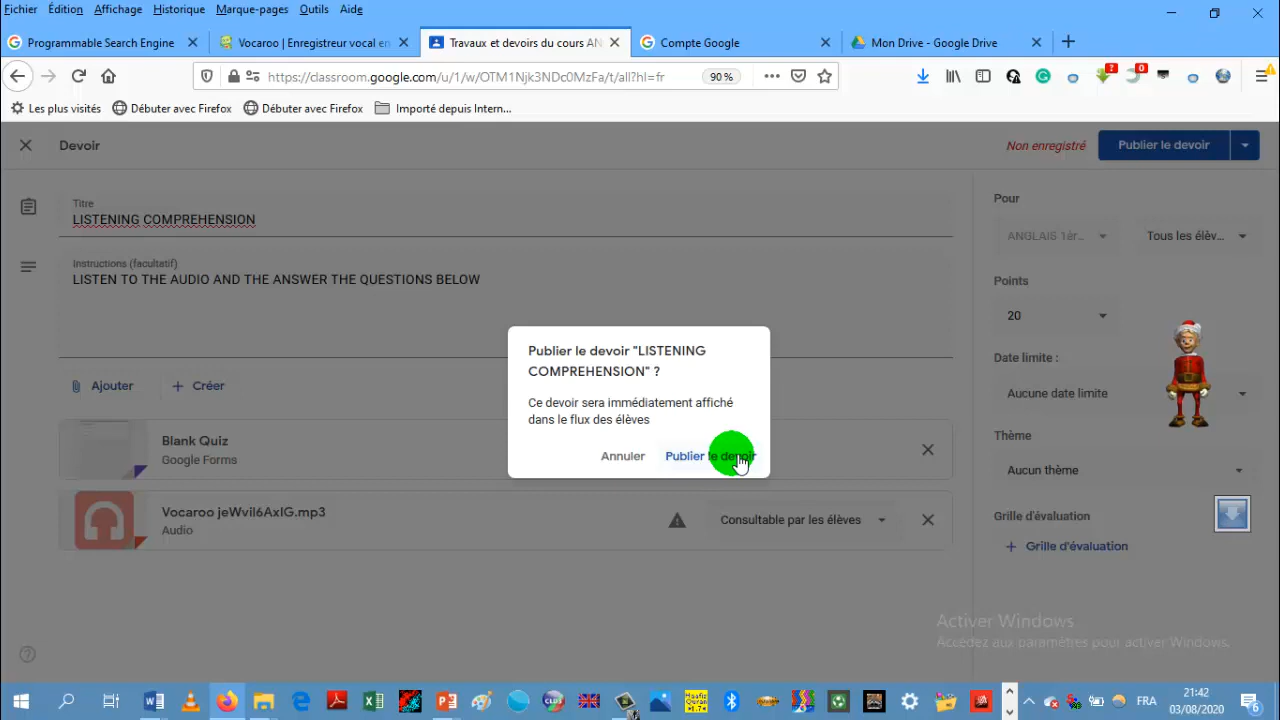 Fichier Édition Affichage Historique Marque-pages Outils Aide
Programmable Search Engine
Vocaroo | Enregistreur vocal en
Travaux et devoirs du cours AN
Compte Google
Mon Drive - Google Drive
https://classroom.google.com/a/1/w/OTM1Njk3NDc0MzFa/t/all?hl=fr
90 %
Les plus visités Débuter avec Firefox Débuter avec Firefox Importé depuis Intern...
Devoir
Non enregistré
Publier le devoir
Titre
LISTENING COMPREHENSION
Instructions (facultatif)
LISTEN TO THE AUDIO AND THE ANSWER THE QUESTIONS BELOW
Ajouter
Créer
Blank Quiz
Google Forms
Vocaroo jeWvil6AxIG.mp3
Audio
Consultable par les élèves
Publier le devoir "LISTENING
COMPREHENSION" ?
Ce devoir sera immédiatement affiché
dans le flux des élèves
Annuler
Publier le devoir
Pour
ANGLAIS 1èr...
Tous les élèv...
Points
20
Date limite :
Aucune date limite
Thème
Aucun thème
Grille d'évaluation
Grille d'évaluation
Activer Windows
Accédez aux paramètres pour activer Windows.
FRA
21:42
03/08/2020